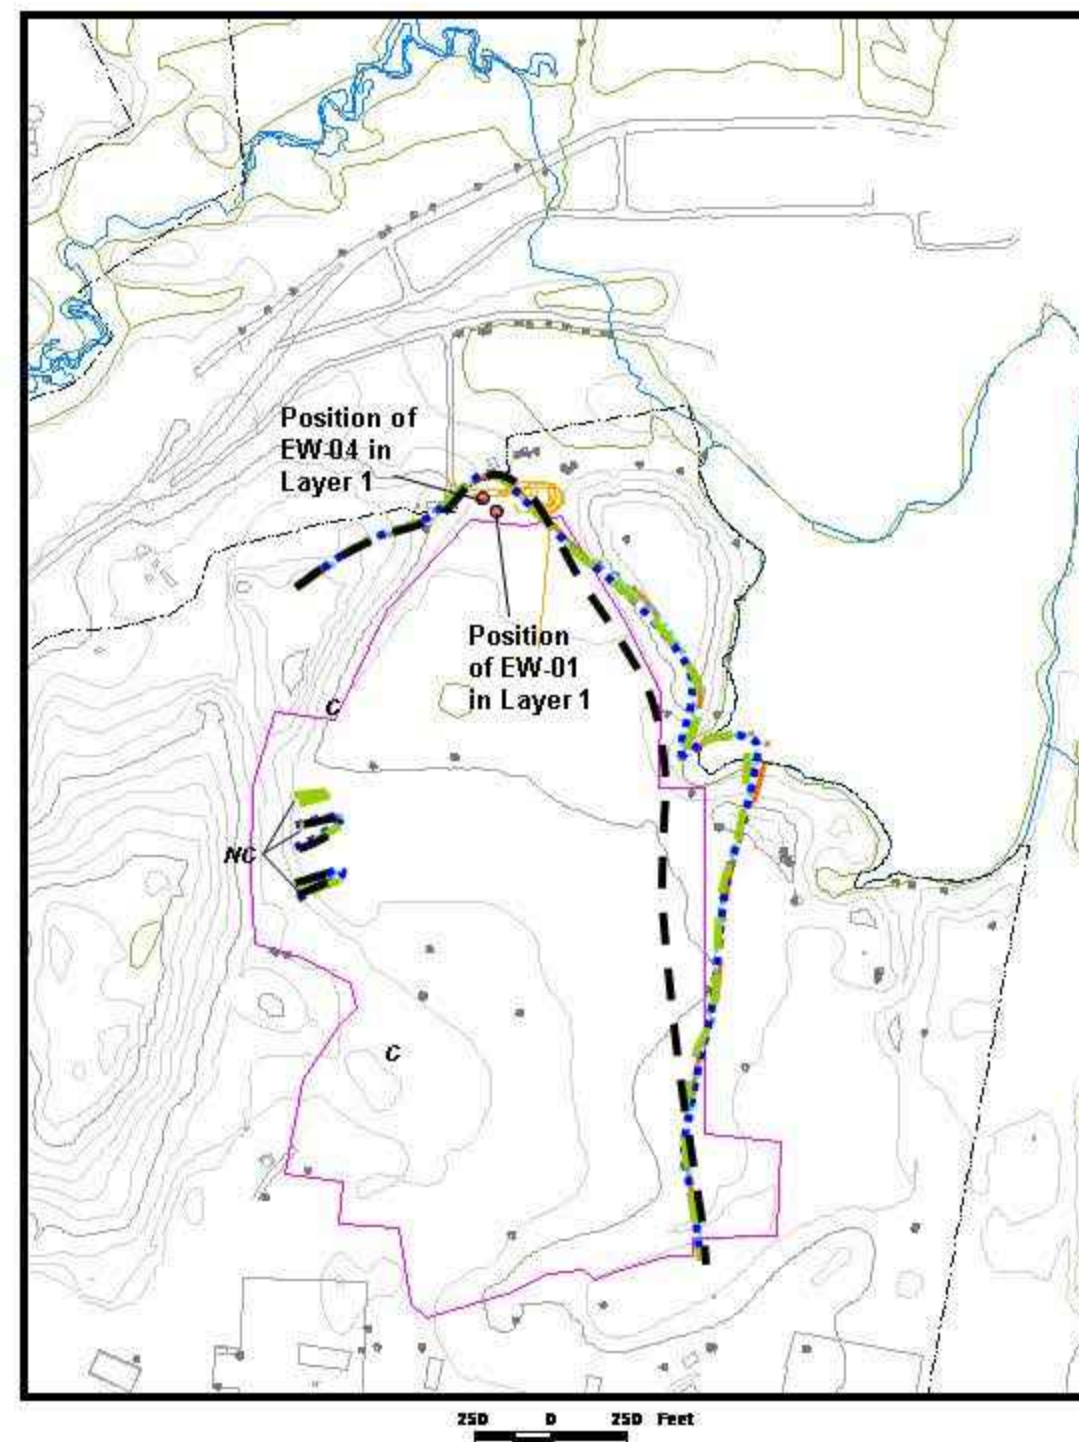 Position of
EW-04 in
Layer 1
Position
of EW-01
in Layer 1
C
NC
C
250 0 250 Feet